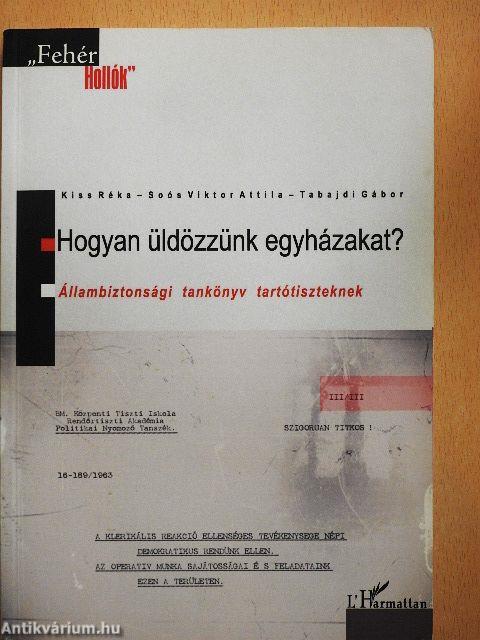 „Fehér
Hollók”
Kiss Réka – Soós Viktor Attila – Tabajdi Gábor
Hogyan üldözzünk egyházakat?
Állambiztonsági tankönyv tartótiszteknek
III/III
BM. Központi Tiszti Iskola
Rendőrtiszti Akadémia
Politikai Nyomozó Tanszék.
SZIGORUAN TITKOS !
16-189/1963
A KLERIKÁLIS REAKCIÓ ELLENSÉGES TEVÉKENYSÉGE NÉPI
DEMOKRATIKUS RENDÜNK ELLEN.
AZ OPERATIV MUNKA SAJÁTOSSÁGAI É S FELADATAINK
EZEN A TERÜLETEN.
L'Harmattan
Antikvárium.hu